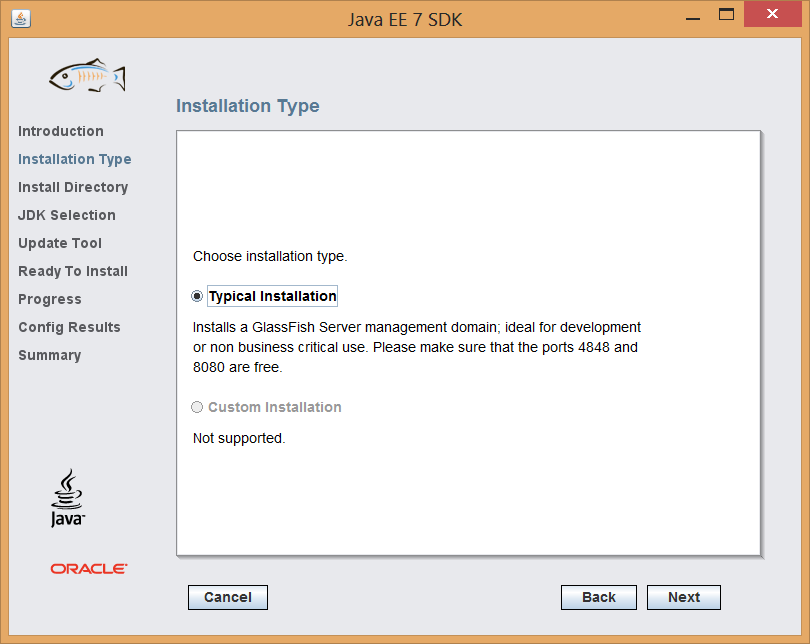 Java EE 7 SDK
Introduction
Installation Type
Install Directory
JDK Selection
Update Tool
Ready To Install
Progress
Config Results
Summary
Java™
ORACLE®
Installation Type
Choose installation type.
Typical Installation
Installs a GlassFish Server management domain; ideal for development
or non business critical use. Please make sure that the ports 4848 and
8080 are free.
Custom Installation
Not supported.
Cancel
Back
Next